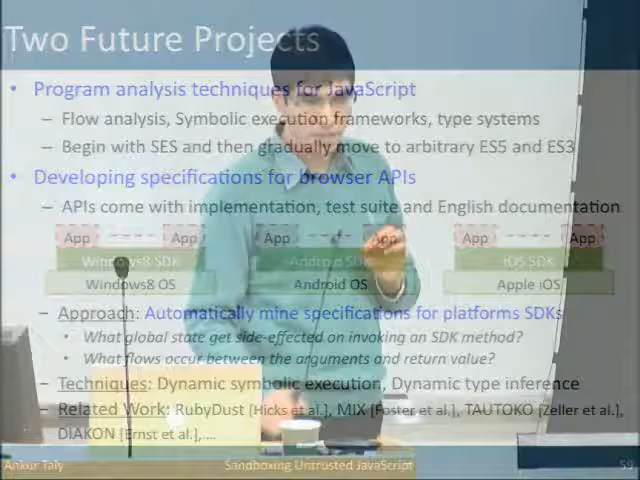 Two Future Projects
• Program analysis techniques for JavaScript
– Flow analysis, Symbolic execution frameworks, type systems
– Begin with SES and then gradually move to arbitrary ES5 and ES3
• Developing specifications for browser APIs
– APIs come with implementation, test suite and English documentation
App ---- App App ---- App App ---- App
Windows8 SDK Android SDK iOS SDK
Windows8 OS Android OS Apple iOS
– Approach: Automatically mine specifications for platforms SDKs
• What global state get side-effected on invoking an SDK method?
• What flows occur between the arguments and return value?
– Techniques: Dynamic symbolic execution, Dynamic type inference
– Related Work: RubyDust [Hicks et al.], MIX [Foster et al.], TAUTOKO [Zeller et al.],
DIAKON [Ernst et al.], ...
Ankur Taly Sandboxing Untrusted JavaScript 59